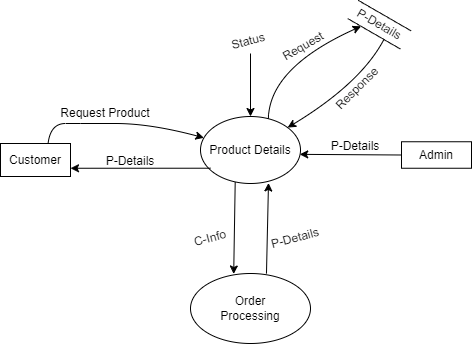 P-Details
Status
Request
Response
Request Product
Customer
P-Details
Product Details
P-Details
Admin
C-Info
P-Details
Order
Processing